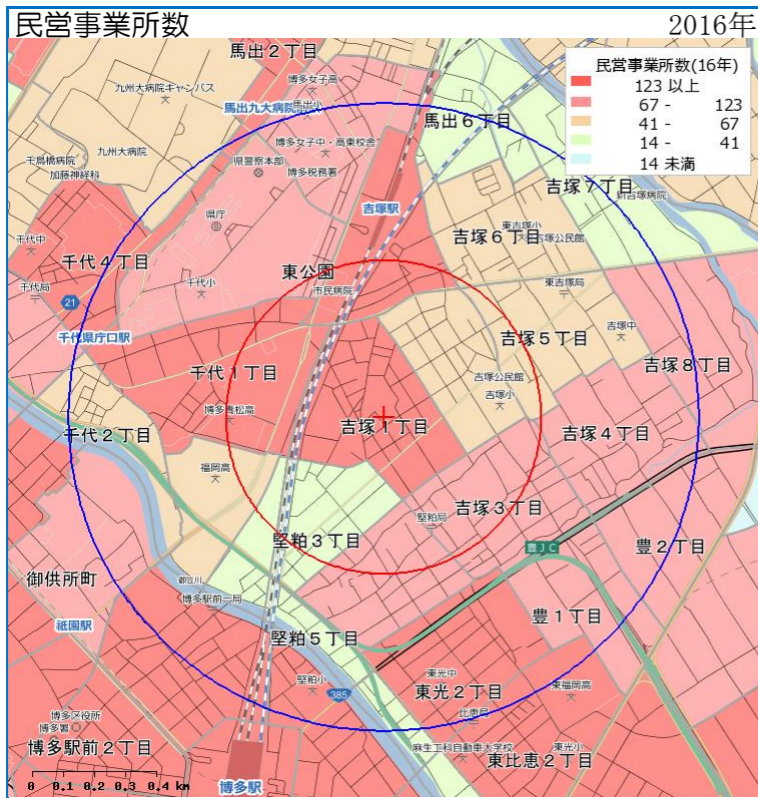 民営事業所数
2016年
民営事業所数(16年)
123 以上
67 - 123
41 - 67
14 - 41
14 未満
馬出2丁目
九州大病院キャンパス
博多女子高
馬出九大病院
馬出小
馬出6丁目
九州大病院
千鳥橋病院
加藤神経科
博多女子中・高東校舎
県警察本部
博多税務署
吉塚7丁目
新吉塚病院
吉塚駅
県庁
東吉塚小
吉塚6丁目
吉塚公民館
千代中
千代4丁目
東公園
千代小
市民病院
東吉塚局
千代局
21
千代県庁口駅
吉塚5丁目
吉塚中
吉塚8丁目
千代1丁目
吉塚公民館
吉塚小
博多青松高
吉塚1丁目
千代2丁目
吉塚4丁目
福岡高
吉塚3丁目
堅粕局
堅粕3丁目
豊JC
豊2丁目
御供所町
御笠川
博多駅前一局
祇園駅
豊1丁目
堅粕5丁目
東光中
堅粕小
385
東光2丁目
東福岡高
比恵局
博多区役所
博多署
博多駅前2丁目
麻生工科自動車大学校
東光小
東比恵2丁目
0 0.1 0.2 0.3 0.4 km
博多駅